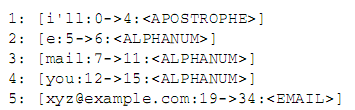 1: [i'll:0->4:<APOSTROPHE>]
2: [e:5->6:<ALPHANUM>]
3: [mail:7->11:<ALPHANUM>]
4: [you:12->15:<ALPHANUM>]
5: [xyz@example.com:19->34:<EMAIL>]